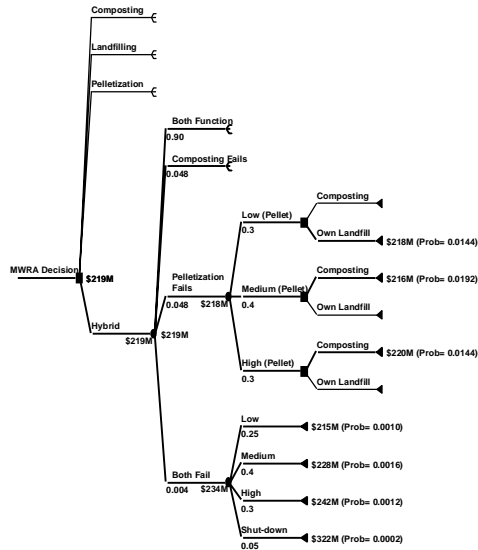 Composting
Landfilling
Pelletization
Both Function
0.90
Composting Fails
0.048
Composting
Low (Pellet)
0.3
Own Landfill
$218M (Prob= 0.0144)
MWRA Decision
$219M
Pelletization
Fails
0.048
$218M
Medium (Pellet)
0.4
Composting
$216M (Prob= 0.0192)
Own Landfill
Hybrid
$219M
$219M
Composting
$220M (Prob= 0.0144)
High (Pellet)
0.3
Own Landfill
Low
0.25
$215M (Prob= 0.0010)
Medium
0.4
$228M (Prob= 0.0016)
Both Fail
0.004
$234M
High
0.3
$242M (Prob= 0.0012)
Shut-down
0.05
$322M (Prob= 0.0002)